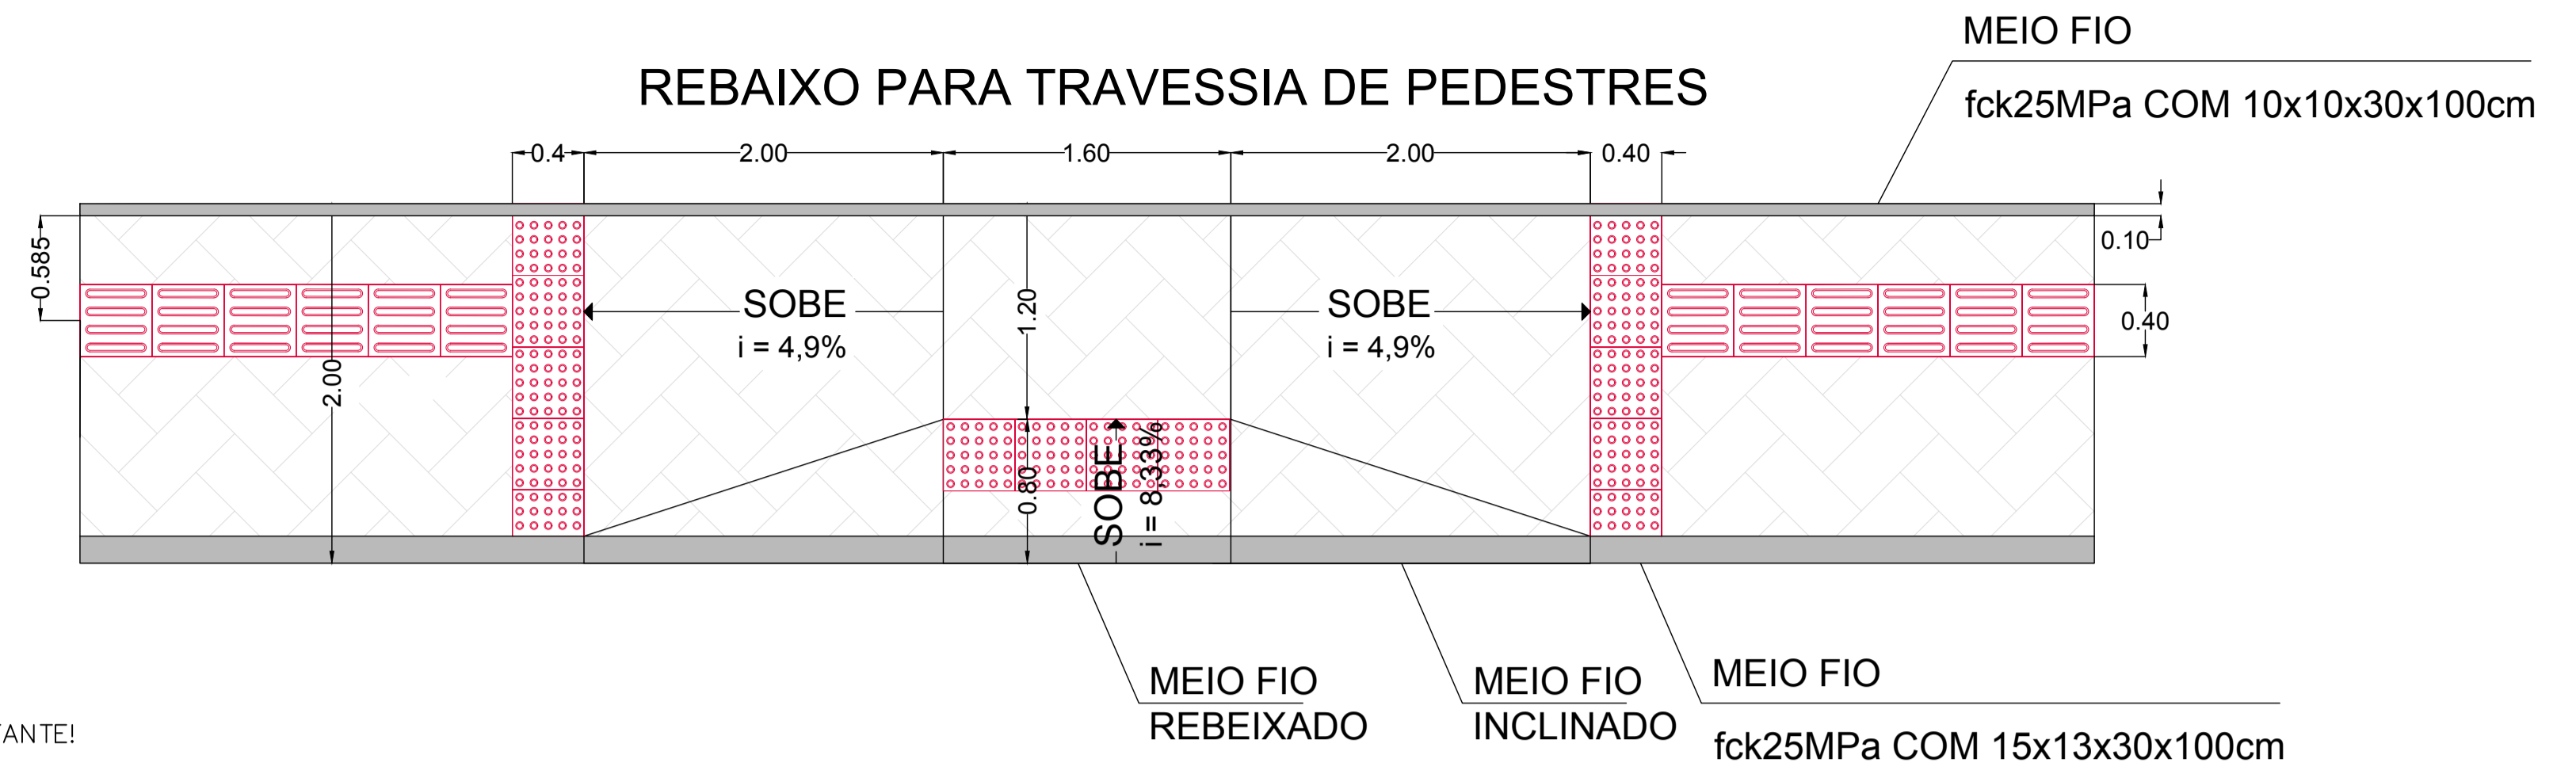 MEIO FIO
fck25MPa COM 10x10x30x100cm
REBAIXO PARA TRAVESSIA DE PEDESTRES
0.4
2.00
1.60
2.00
0.40
0.585
2.00
SOBE
i = 4,9%
1.20
SOBE
i = 4,9%
0.10
0.40
0.80
SOBE
i = 8,33%
MEIO FIO
REBEIXADO
MEIO FIO
INCLINADO
MEIO FIO
fck25MPa COM 15x13x30x100cm
ANTE!